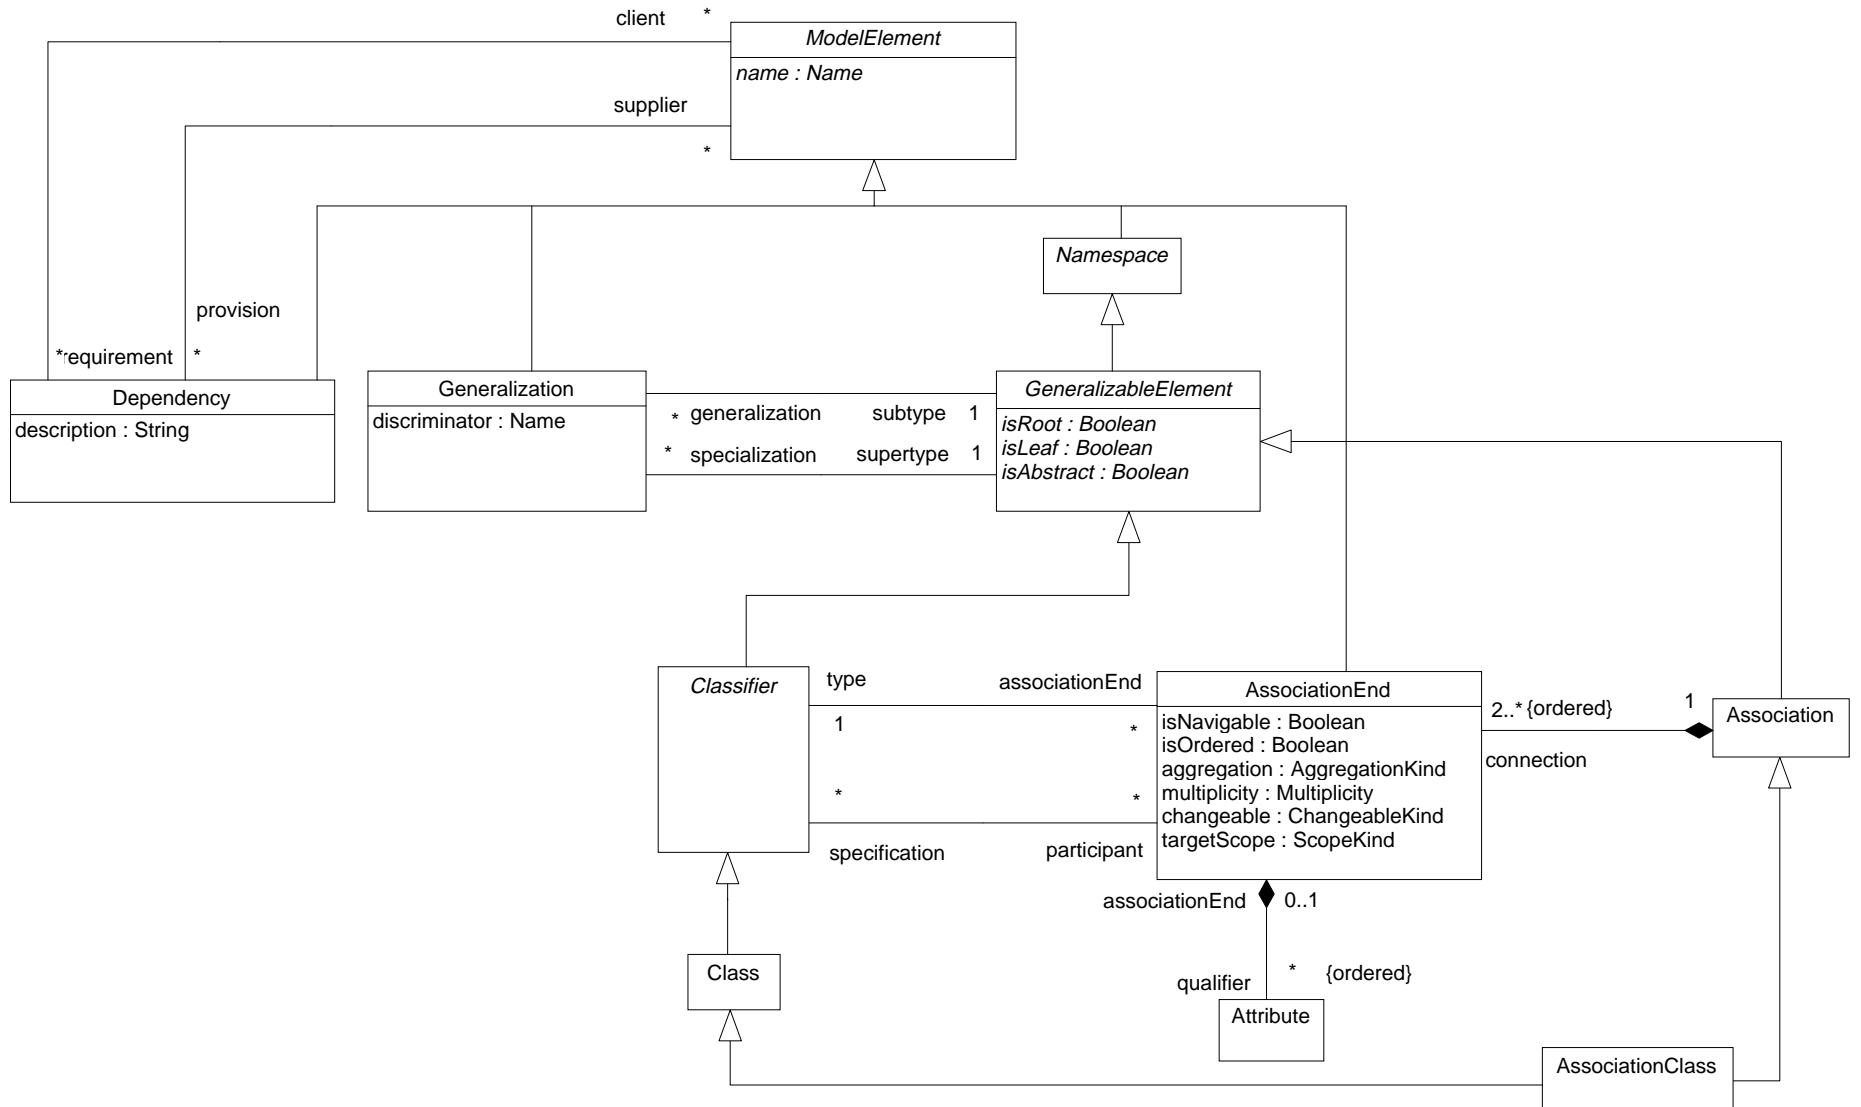 client *
ModelElement
name : Name
supplier
*
Namespace
provision
*requirement *
Dependency
description : String
Generalization
discriminator : Name
GeneralizableElement
isRoot : Boolean
isLeaf : Boolean
isAbstract : Boolean
* generalization subtype 1
* specialization supertype 1
Classifier
type associationEnd
1 *
* *
specification participant
AssociationEnd
isNavigable : Boolean
isOrdered : Boolean
aggregation : AggregationKind
multiplicity : Multiplicity
changeable : ChangeableKind
targetScope : ScopeKind
2..* {ordered} 1
connection
Association
associationEnd 0..1
Class
* {ordered}
qualifier
Attribute
AssociationClass